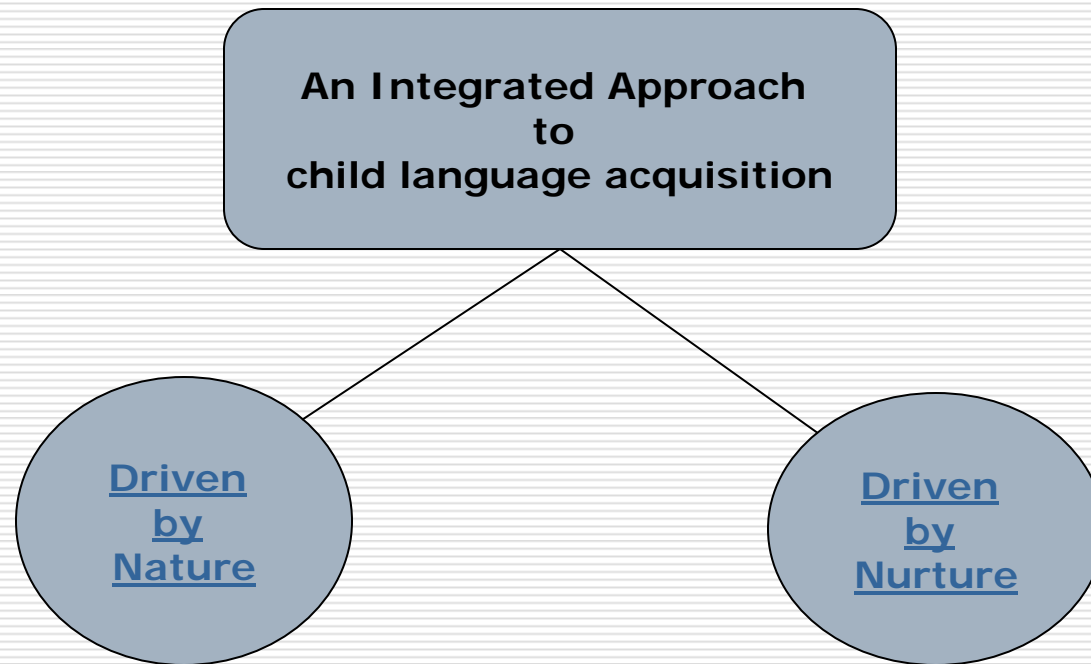 An Integrated Approach
to
child language acquisition
Driven
by
Nature
Driven
by
Nurture